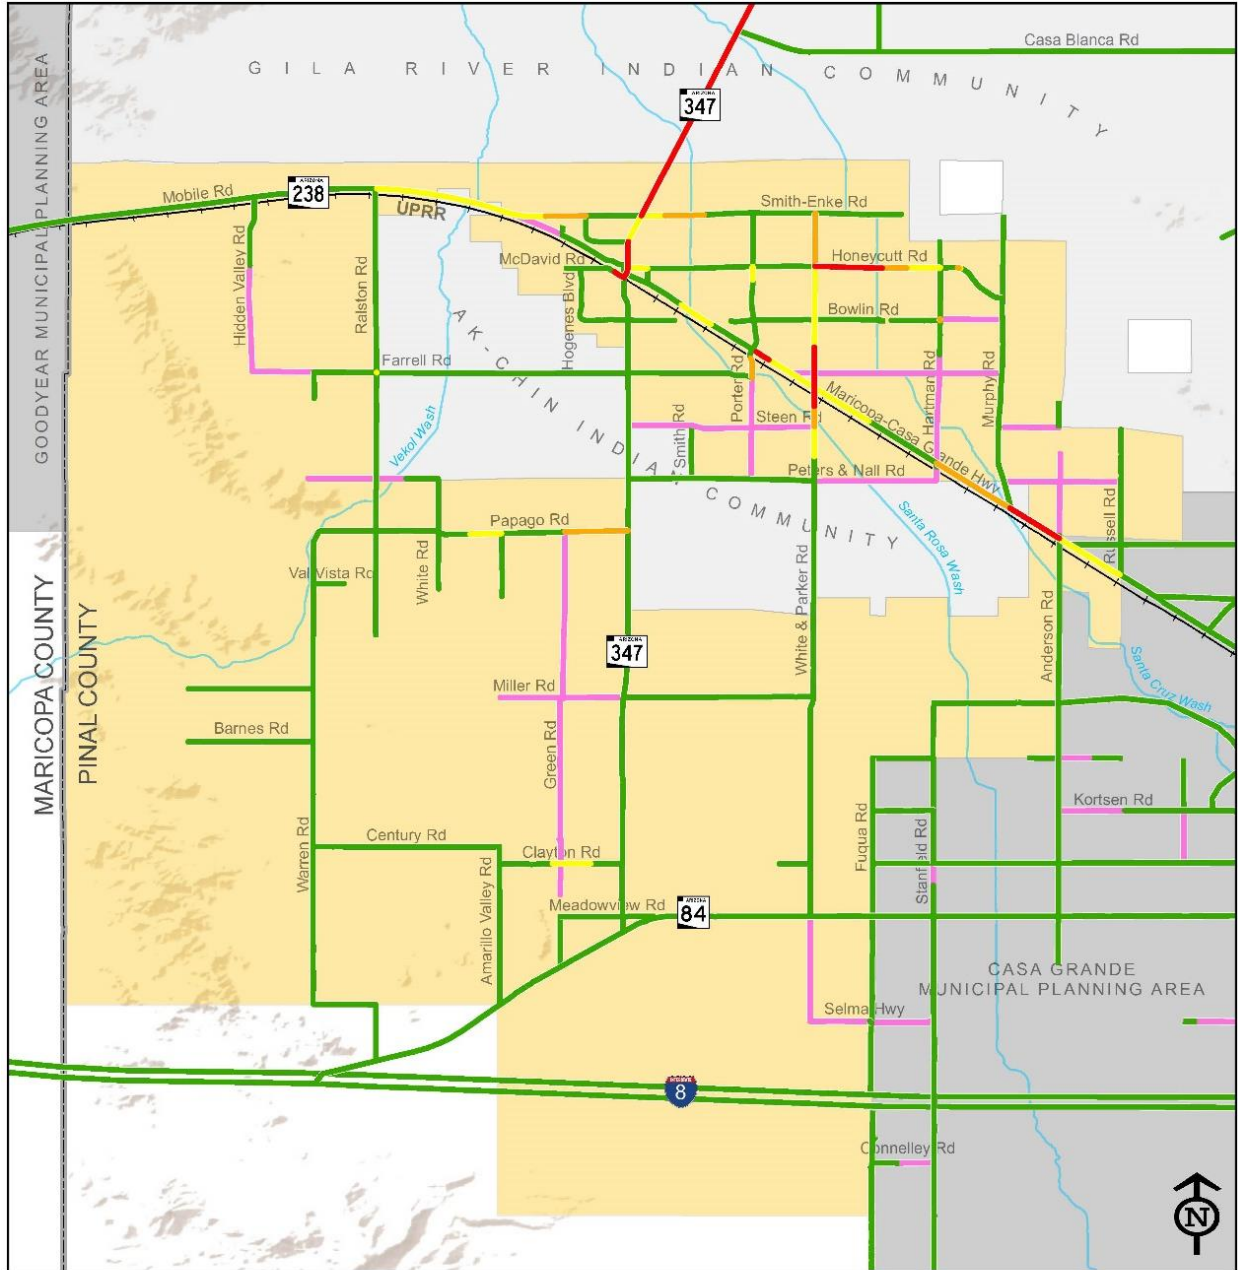 Casa Blanca Rd
GILA RIVER INDIAN COMMUNITY
GOODYEAR MUNICIPAL PLANNING AREA
ARIZONA
347
Mobile Rd
ARIZONA
238
UPRR
Smith-Enke Rd
Hidden Valley Rd
Ralston Rd
McDavid Rd
Honeycutt Rd
Hogenes Blvd
Bowlin Rd
AK-CHIN INDIAN COMMUNITY
Farrell Rd
Porter Rd
Hartman Rd
Murphy Rd
Maricopa-Casa Grande Hwy
Vekol Wash
Smith Rd
Steen Rd
Peters & Nall Rd
Santa Rosa Wash
Russell Rd
Papago Rd
White Rd
Val Vista Rd
White & Parker Rd
Anderson Rd
MARICOPA COUNTY
PINAL COUNTY
ARIZONA
347
Santa Cruz Wash
Miller Rd
Barnes Rd
Green Rd
Kortsen Rd
Century Rd
Clayton Rd
Warren Rd
Fuqua Rd
Stanfield Rd
Amarillo Valley Rd
Meadowview Rd
ARIZONA
84
CASA GRANDE
MUNICIPAL PLANNING AREA
Selma Hwy
INTERSTATE
8
Connelley Rd
N